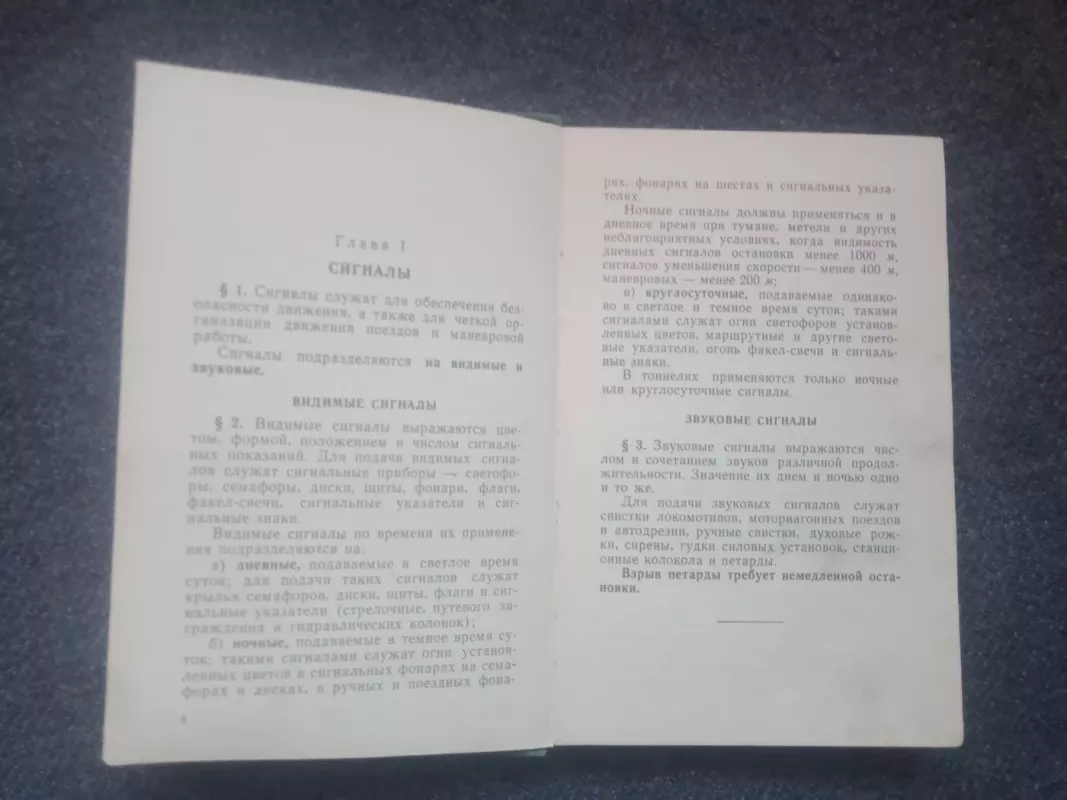 Глава 1
СИГНАЛЫ
§ 1. Сигналы служат для обеспечения без-
опасности движения, а также для четкой ор-
ганизации движения поездов и маневровой
работы.
Сигналы подразделяются на видимые и
звуковые.
ВИДИМЫЕ СИГНАЛЫ
§ 2. Видимые сигналы выражаются цве-
том, формой, положением и числом сигналь-
ных показаний. Для подачи видимых сигна-
лов служат сигнальные приборы — светофо-
ры, семафоры, диски, щиты, фонари, флаги,
факел-свечи, сигнальные указатели и сиг-
нальные знаки.
Видимые сигналы по времени их примене-
ния подразделяются на:
а) дневные, подаваемые в светлое время
суток; для подачи таких сигналов служат
крылья семафоров, диски, щиты, флаги и сиг-
нальные указатели (стрелочные, путевого за-
граждения и гидравлических колонок);
б) ночные, подаваемые в темное время су-
ток; такими сигналами служат огни установ-
ленных цветов в сигнальных фонарях на сема-
форах и дисках, в ручных и поездных фона-
рях, фонарях на шестах и сигнальных указа-
телях.
Ночные сигналы должны применяться и в
дневное время при тумане, метели и других
неблагоприятных условиях, когда видимость
дневных сигналов остановки менее 1000 м,
сигналов уменьшения скорости — менее 400 м,
маневровых — менее 200 м;
в) круглосуточные, подаваемые одинако-
во в светлое и темное время суток; такими
сигналами служат огни светофоров установ-
ленных цветов, маршрутные и другие свето-
вые указатели, огонь факел-свечи и сигналь-
ные знаки.
В тоннелях применяются только ночные
или круглосуточные сигналы.
ЗВУКОВЫЕ СИГНАЛЫ
§ 3. Звуковые сигналы выражаются чис-
лом и сочетанием звуков различной продол-
жительности. Значение их днем и ночью одно
и то же.
Для подачи звуковых сигналов служат
свистки локомотивов, моторвагонных поездов
и автодрезин, ручные свистки, духовые рож-
ки, сирены, гудки силовых установок, станци-
онные колокола и петарды.
Взрыв петарды требует немедленной оста-
новки.